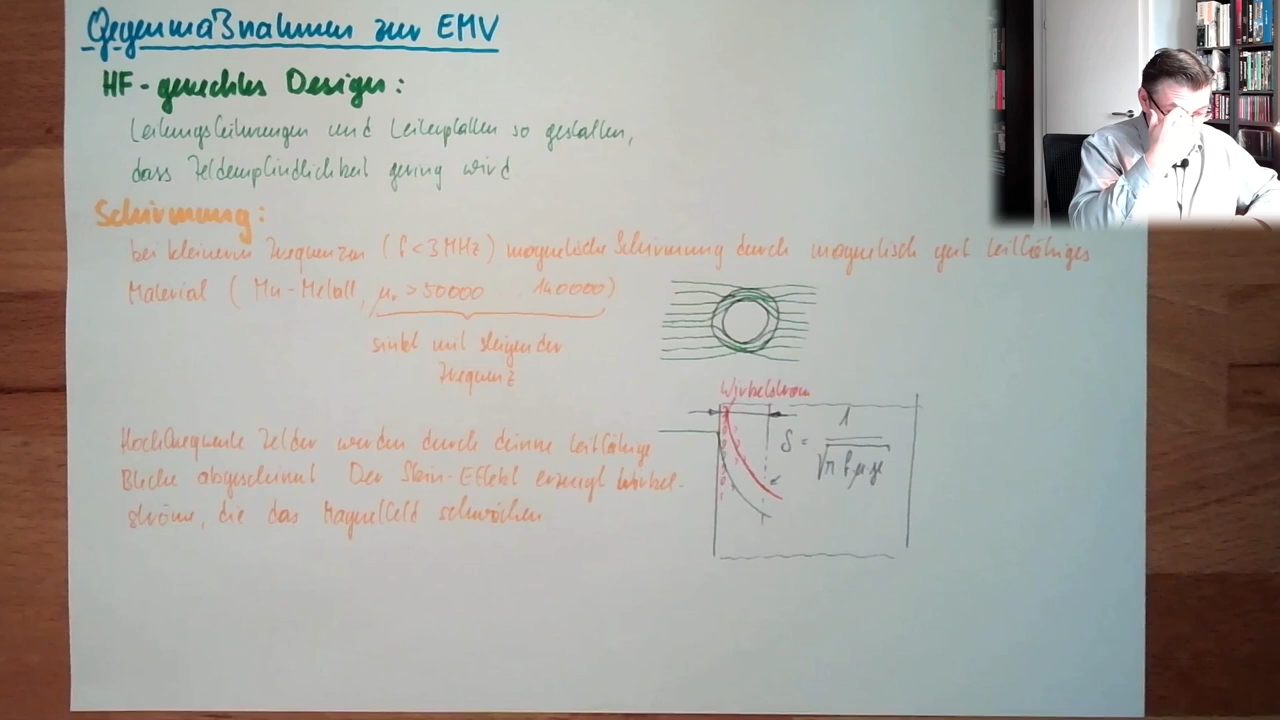 Gegenmaßnahmen zur EMV
HF-gerechtes Design:
Leitungsführungen und Leiterplatten so gestalten,
dass Feldempfindlichkeit gering wird
Schirmung:
bei kleineren Frequenzen (f < 3 MHz) magnetische Schirmung durch magnetisch gut leitfähiges
Material (Mu-Metall, μr > 50000 .. 140000)
sinkt mit steigender
Frequenz
Wirbelstrom
δ = 1 / √π f μ ϰ
Hochfrequente Felder werden durch dünne leitfähige
Bleche abgeschirmt Der Skin-Effekt erzeugt Wirbel-
ströme, die das Magnetfeld schwächen